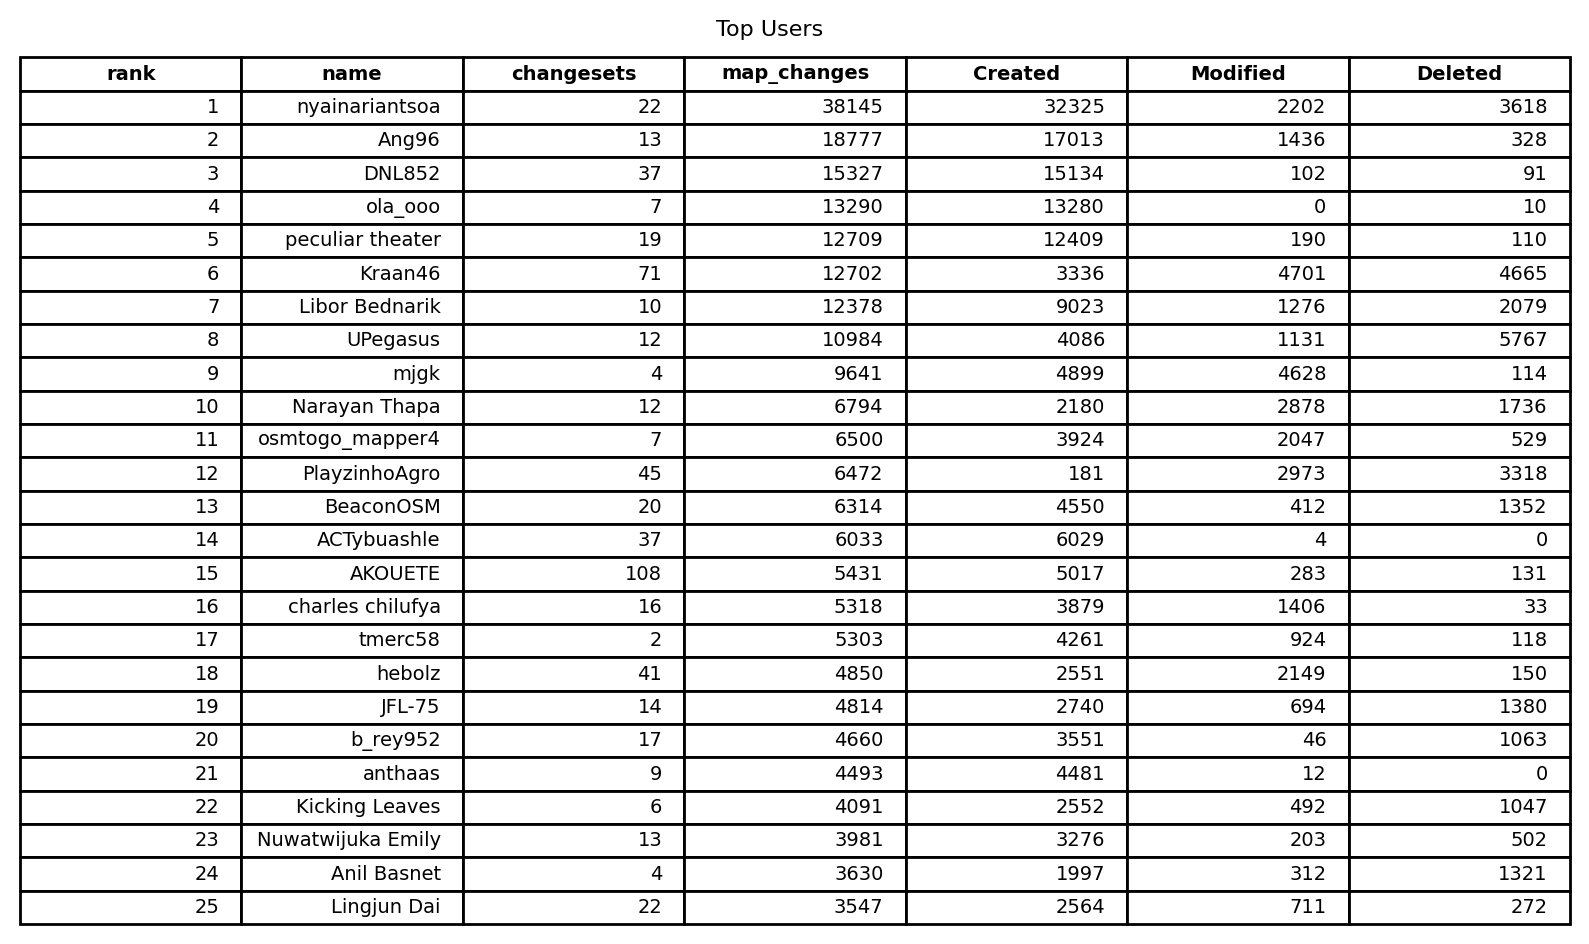 Top Users
rank name changesets map_changes Created Modified Deleted
1 nyainariantsoa 22 38145 32325 2202 3618
2 Ang96 13 18777 17013 1436 328
3 DNL852 37 15327 15134 102 91
4 ola_ooo 7 13290 13280 0 10
5 peculiar theater 19 12709 12409 190 110
6 Kraan46 71 12702 3336 4701 4665
7 Libor Bednarik 10 12378 9023 1276 2079
8 UPegasus 12 10984 4086 1131 5767
9 mjgk 4 9641 4899 4628 114
10 Narayan Thapa 12 6794 2180 2878 1736
11 osmtogo_mapper4 7 6500 3924 2047 529
12 PlayzinhoAgro 45 6472 181 2973 3318
13 BeaconOSM 20 6314 4550 412 1352
14 ACTybuashle 37 6033 6029 4 0
15 AKOUETE 108 5431 5017 283 131
16 charles chilufya 16 5318 3879 1406 33
17 tmerc58 2 5303 4261 924 118
18 hebolz 41 4850 2551 2149 150
19 JFL-75 14 4814 2740 694 1380
20 b_rey952 17 4660 3551 46 1063
21 anthaas 9 4493 4481 12 0
22 Kicking Leaves 6 4091 2552 492 1047
23 Nuwatwijuka Emily 13 3981 3276 203 502
24 Anil Basnet 4 3630 1997 312 1321
25 Lingjun Dai 22 3547 2564 711 272